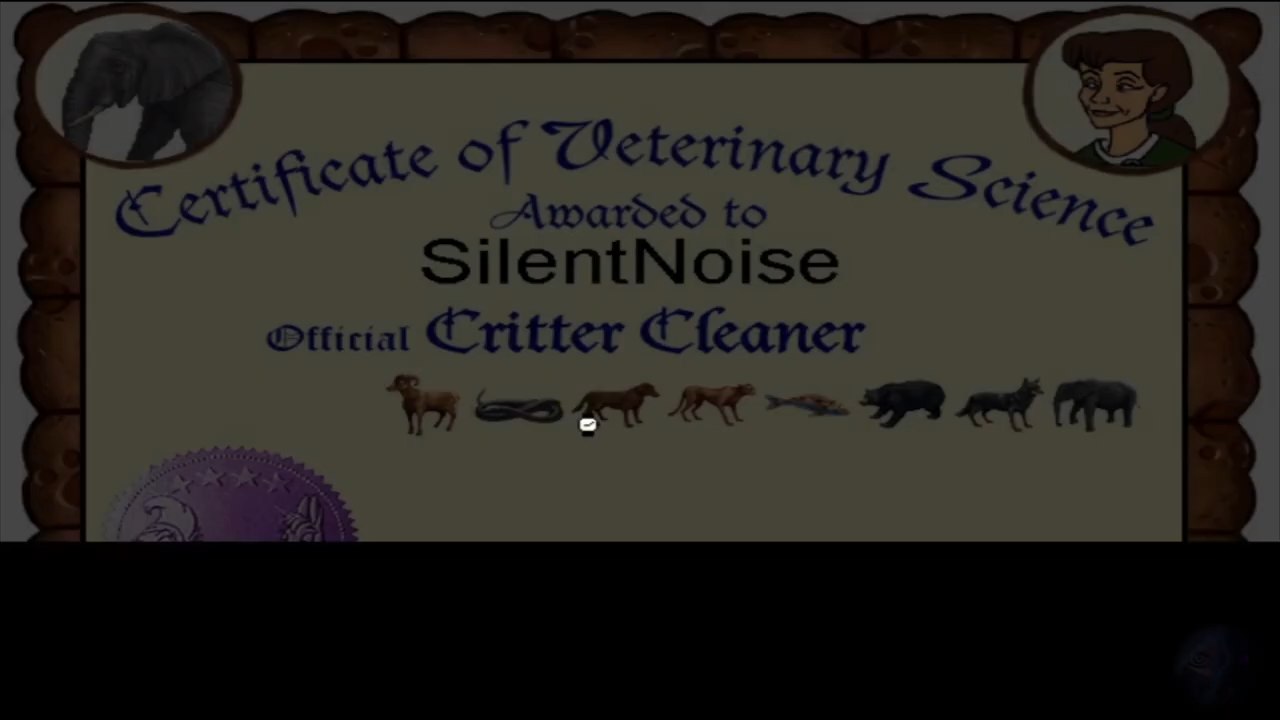 Certificate of Veterinary Science
Awarded to
SilentNoise
Official Critter Cleaner